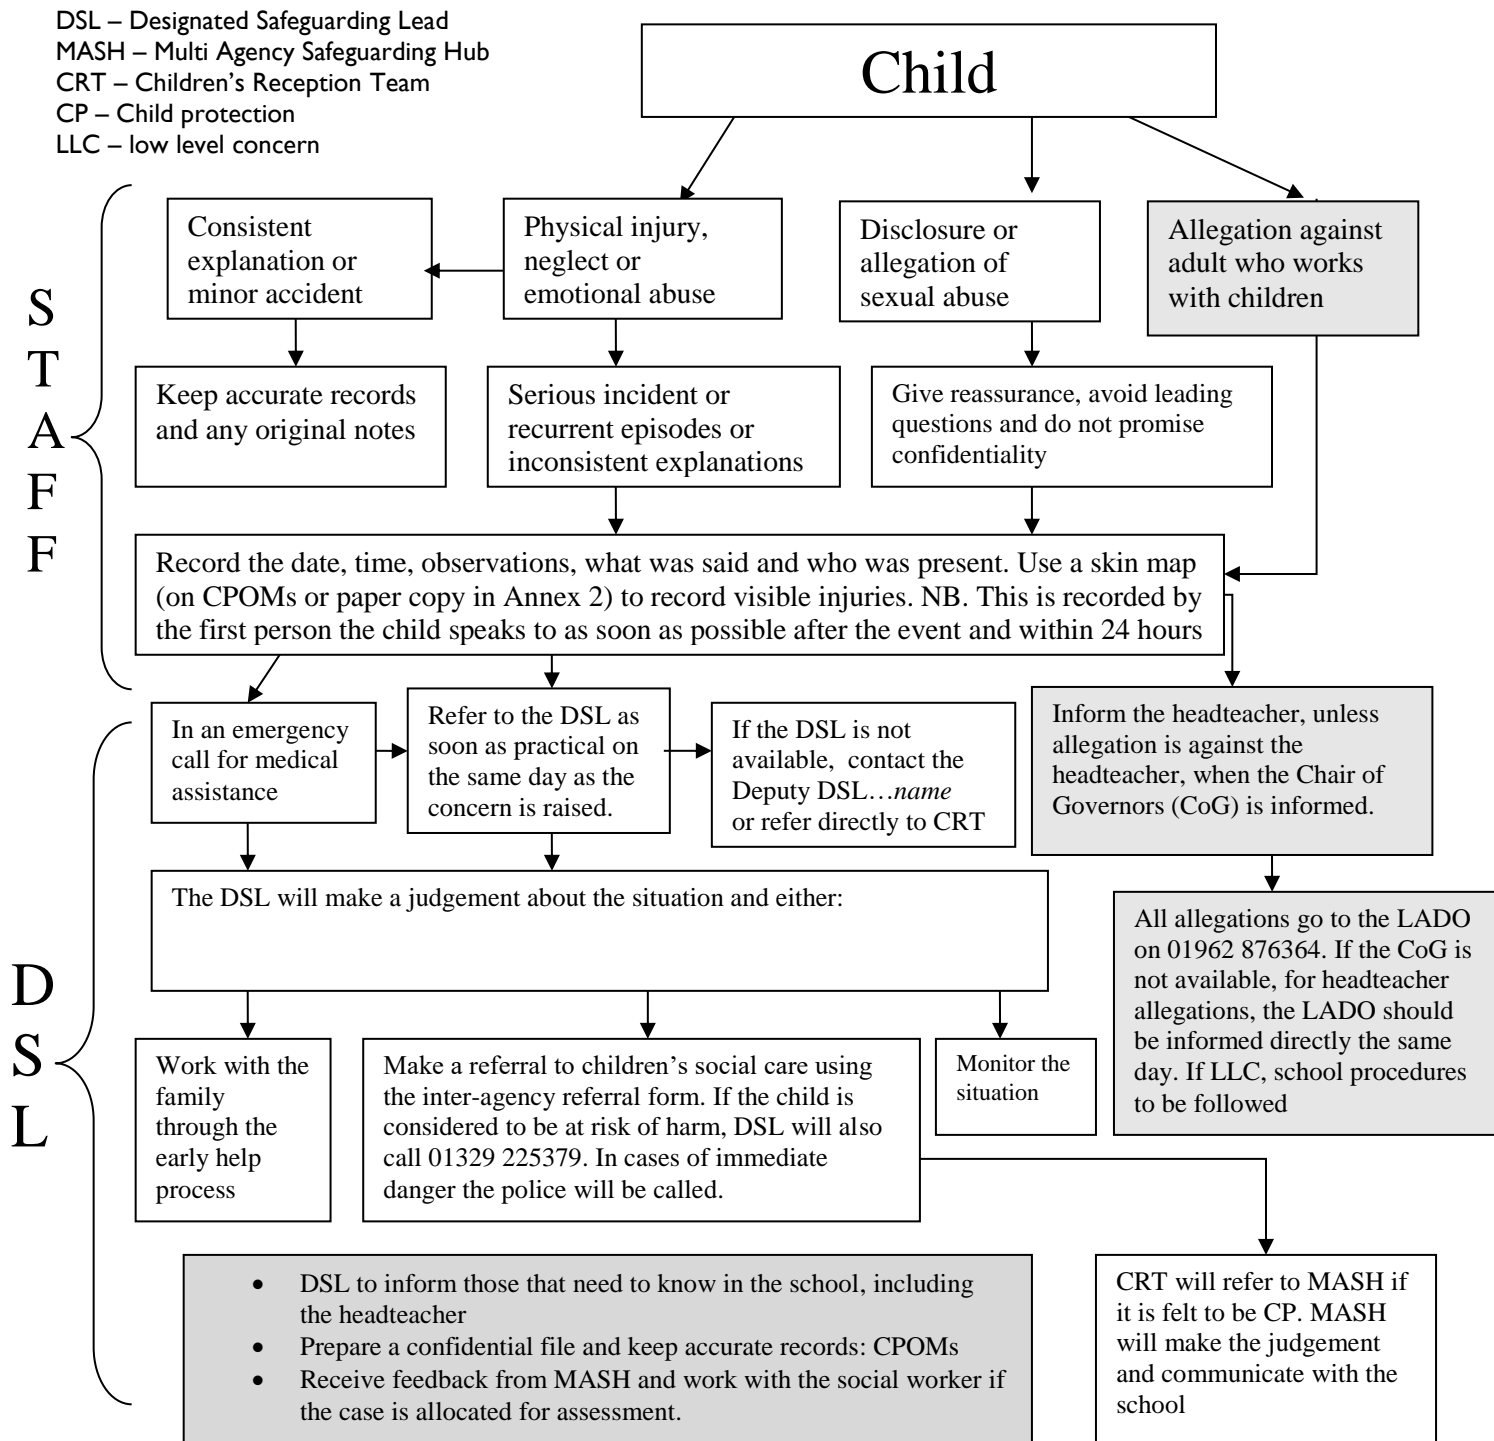 DSL – Designated Safeguarding Lead
MASH – Multi Agency Safeguarding Hub
CRT – Children's Reception Team
CP – Child protection
LLC – low level concern
Child
S
T
A
F
F
Consistent
explanation or
minor accident
Physical injury,
neglect or
emotional abuse
Disclosure or
allegation of
sexual abuse
Allegation against
adult who works
with children
Keep accurate records
and any original notes
Serious incident or
recurrent episodes or
inconsistent explanations
Give reassurance, avoid leading
questions and do not promise
confidentiality
Record the date, time, observations, what was said and who was present. Use a skin map
(on CPOMs or paper copy in Annex 2) to record visible injuries. NB. This is recorded by
the first person the child speaks to as soon as possible after the event and within 24 hours
D
S
L
In an emergency
call for medical
assistance
Refer to the DSL as
soon as practical on
the same day as the
concern is raised.
If the DSL is not
available, contact the
Deputy DSL…name
or refer directly to CRT
Inform the headteacher, unless
allegation is against the
headteacher, when the Chair of
Governors (CoG) is informed.
The DSL will make a judgement about the situation and either:
All allegations go to the LADO
on 01962 876364. If the CoG is
not available, for headteacher
allegations, the LADO should
be informed directly the same
day. If LLC, school procedures
to be followed
Work with the
family
through the
early help
process
Make a referral to children's social care using
the inter-agency referral form. If the child is
considered to be at risk of harm, DSL will also
call 01329 225379. In cases of immediate
danger the police will be called.
Monitor the
situation
• DSL to inform those that need to know in the school, including
the headteacher
• Prepare a confidential file and keep accurate records: CPOMs
• Receive feedback from MASH and work with the social worker if
the case is allocated for assessment.
CRT will refer to MASH if
it is felt to be CP. MASH
will make the judgement
and communicate with the
school